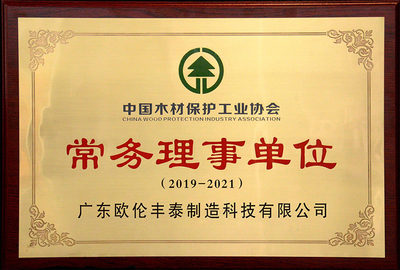 中国木材保护工业协会
CHINA WOOD PROTECTION INDUSTRY ASSOCIATION
常务理事单位
(2019-2021)
广东欧伦丰泰制造科技有限公司